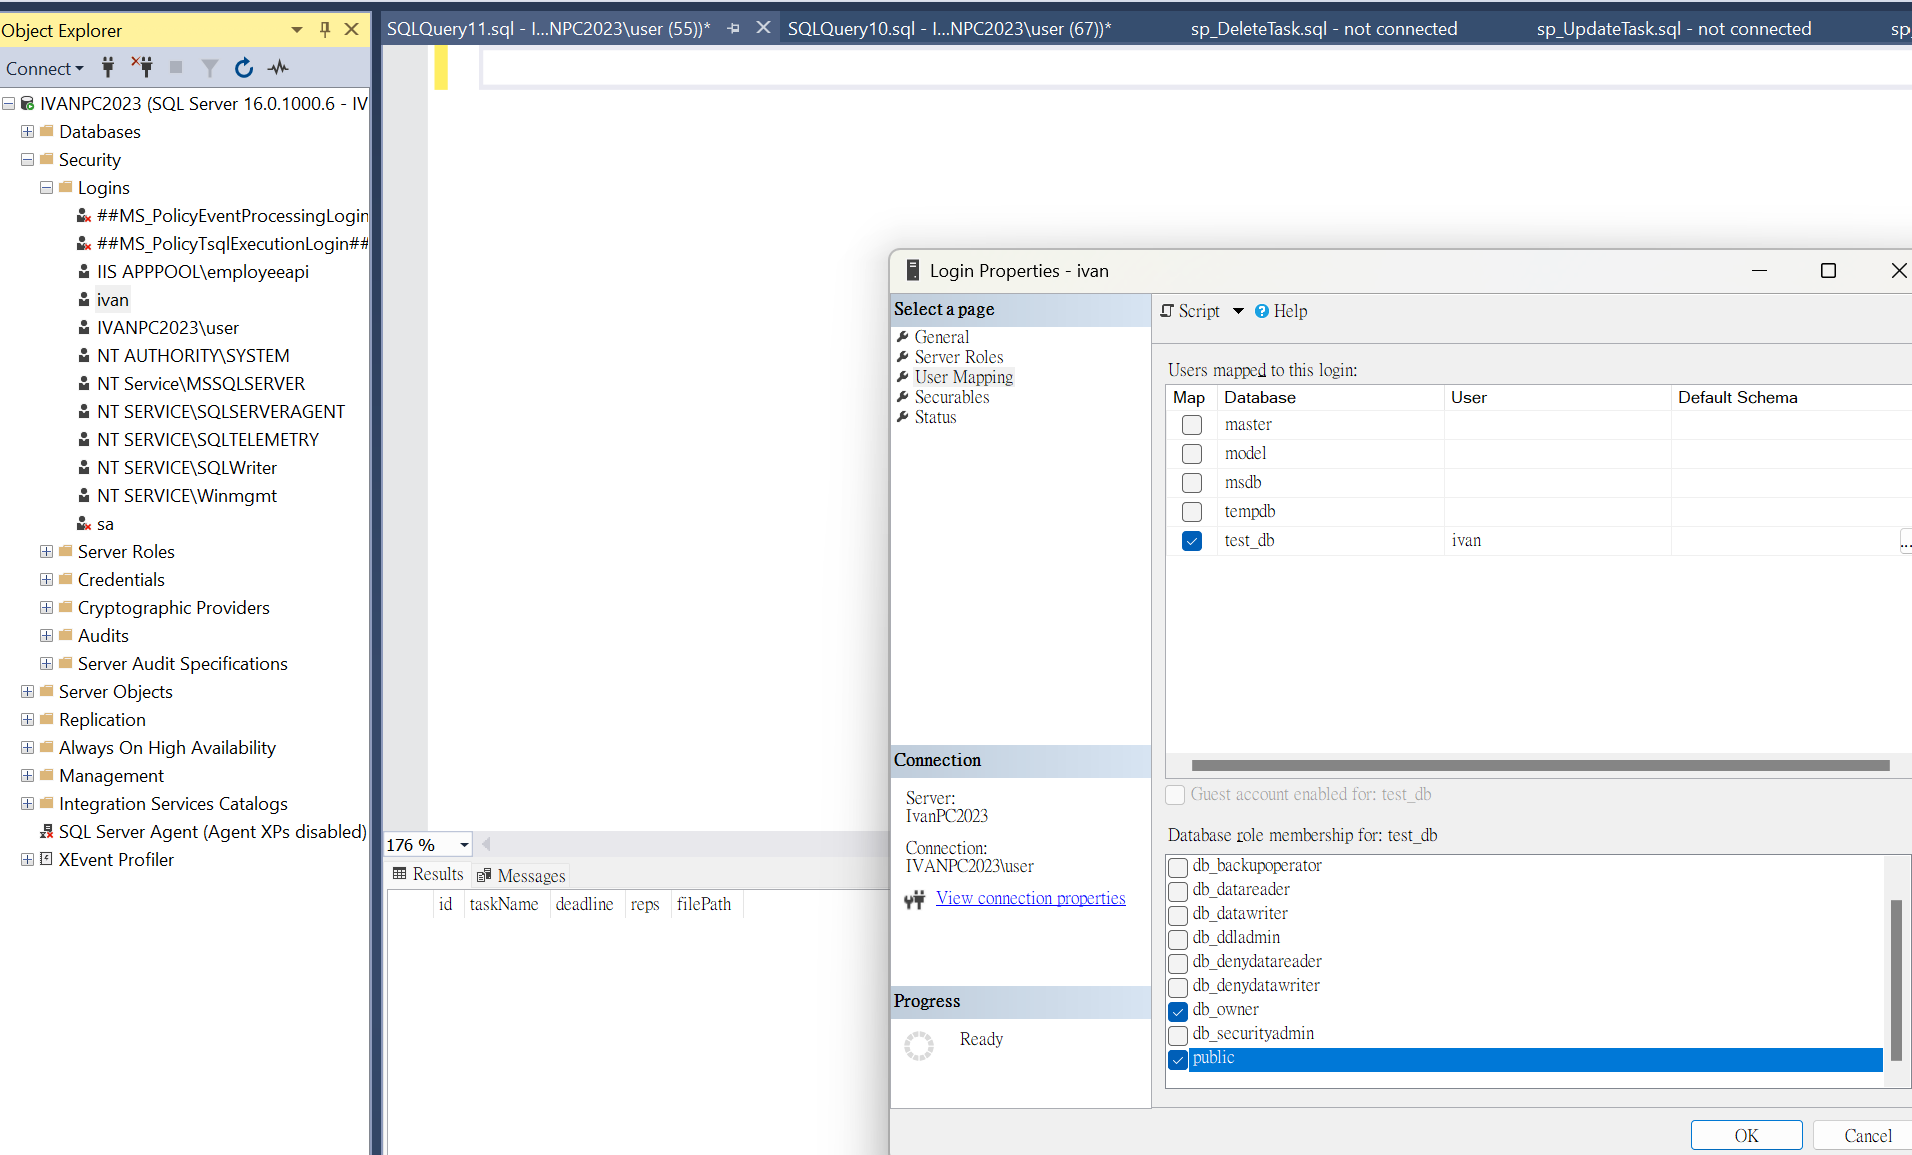 Object Explorer
Connect
IVANPC2023 (SQL Server 16.0.1000.6 - IV
Databases
Security
Logins
##MS_PolicyEventProcessingLogin
##MS_PolicyTsqlExecutionLogin##
IIS APPPOOL\employeeapi
ivan
IVANPC2023\user
NT AUTHORITY\SYSTEM
NT Service\MSSQLSERVER
NT SERVICE\SQLSERVERAGENT
NT SERVICE\SQLTELEMETRY
NT SERVICE\SQLWriter
NT SERVICE\Winmgmt
sa
Server Roles
Credentials
Cryptographic Providers
Audits
Server Audit Specifications
Server Objects
Replication
Always On High Availability
Management
Integration Services Catalogs
SQL Server Agent (Agent XPs disabled)
XEvent Profiler
SQLQuery11.sql - I...NPC2023\user (55))*
SQLQuery10.sql - I...NPC2023\user (67))*
sp_DeleteTask.sql - not connected
sp_UpdateTask.sql - not connected
sp_
176 %
Results
Messages
id taskName deadline reps filePath
Login Properties - ivan
Select a page
General
Server Roles
User Mapping
Securables
Status
Connection
Server:
IvanPC2023
Connection:
IVANPC2023\user
View connection properties
Progress
Ready
Script
Help
Users mapped to this login:
Map Database User Default Schema
master
model
msdb
tempdb
test_db ivan
...
Guest account enabled for: test_db
Database role membership for: test_db
db_backupoperator
db_datareader
db_datawriter
db_ddladmin
db_denydatareader
db_denydatawriter
db_owner
db_securityadmin
public
OK
Cancel